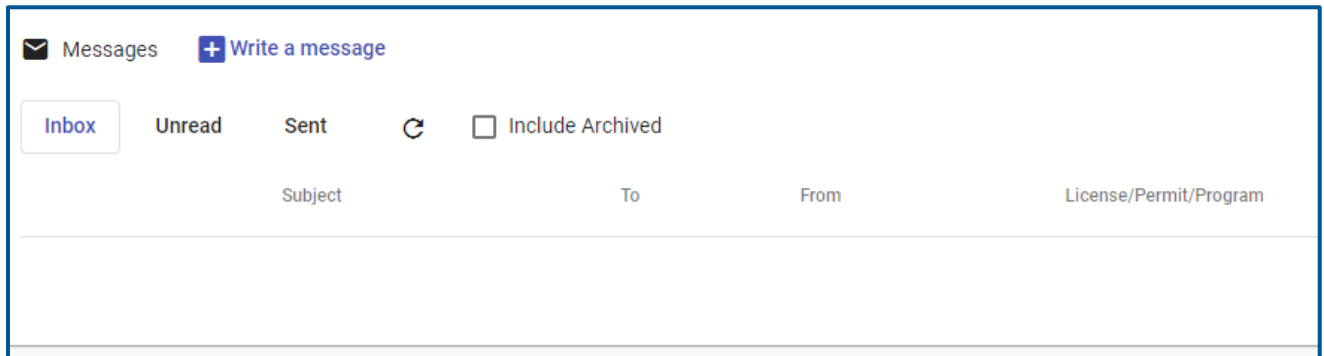 Messages Write a message
Inbox Unread Sent Include Archived
Subject To From License/Permit/Program